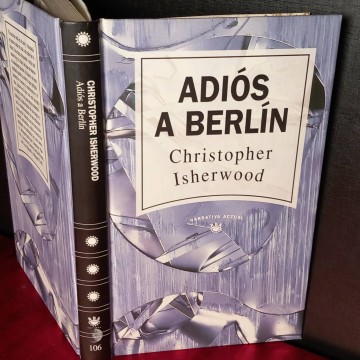 CHRISTOPHER ISHERWOOD
Adiós a Berlín
106
ADIÓS
A BERLÍN
Christopher
Isherwood
NARRATIVA ACTUAL